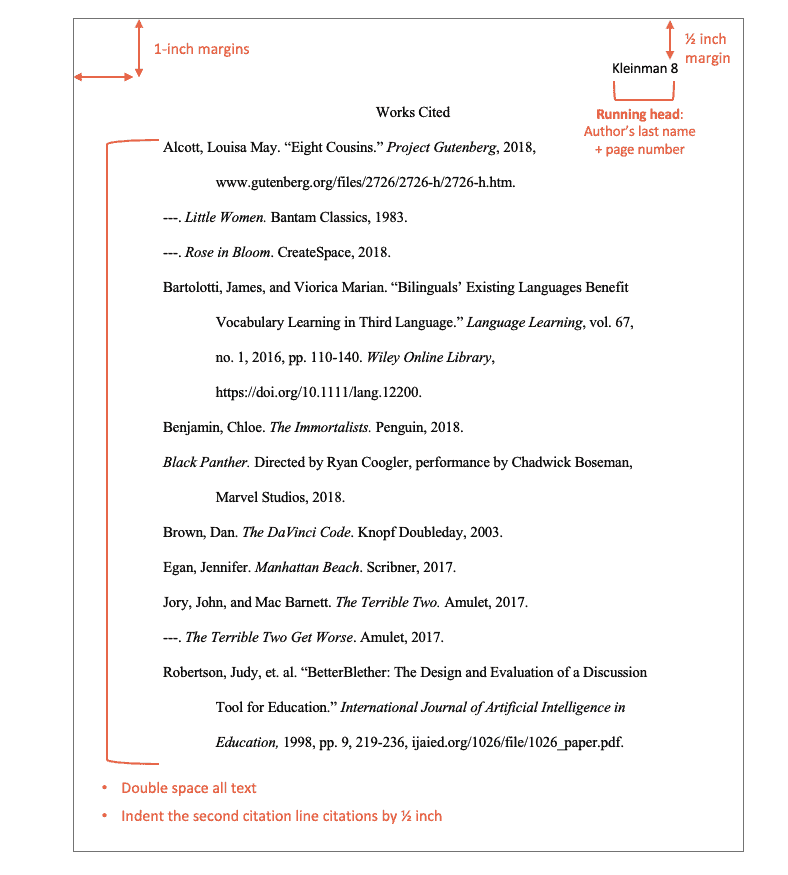 1-inch margins
½ inch
margin
Kleinman 8
Running head:
Author's last name
+ page number
Works Cited
Alcott, Louisa May. “Eight Cousins.” Project Gutenberg, 2018,
www.gutenberg.org/files/2726/2726-h/2726-h.htm.
---. Little Women. Bantam Classics, 1983.
---. Rose in Bloom. CreateSpace, 2018.
Bartolotti, James, and Viorica Marian. “Bilinguals’ Existing Languages Benefit
Vocabulary Learning in Third Language.” Language Learning, vol. 67,
no. 1, 2016, pp. 110-140. Wiley Online Library,
https://doi.org/10.1111/lang.12200.
Benjamin, Chloe. The Immortalists. Penguin, 2018.
Black Panther. Directed by Ryan Coogler, performance by Chadwick Boseman,
Marvel Studios, 2018.
Brown, Dan. The DaVinci Code. Knopf Doubleday, 2003.
Egan, Jennifer. Manhattan Beach. Scribner, 2017.
Jory, John, and Mac Barnett. The Terrible Two. Amulet, 2017.
---. The Terrible Two Get Worse. Amulet, 2017.
Robertson, Judy, et. al. “BetterBlether: The Design and Evaluation of a Discussion
Tool for Education.” International Journal of Artificial Intelligence in
Education, 1998, pp. 9, 219-236, ijaied.org/1026/file/1026_paper.pdf.
• Double space all text
• Indent the second citation line citations by ½ inch